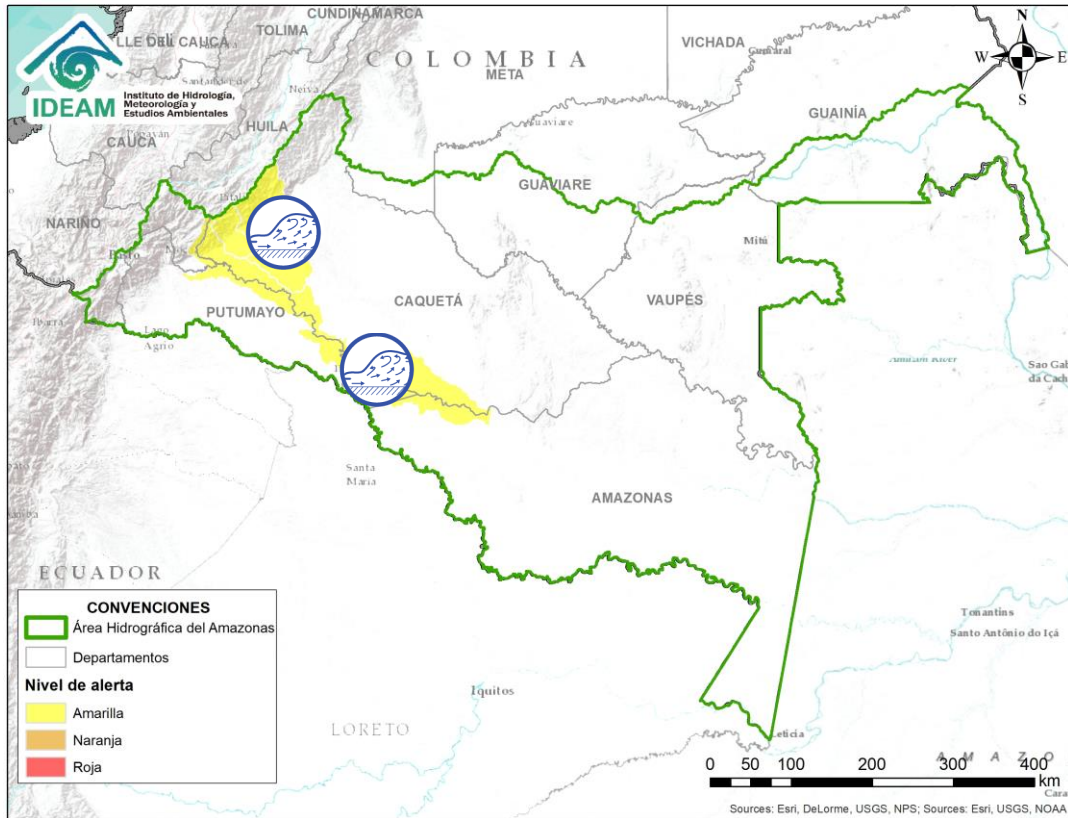 CUNDINAMARCA
TOLIMA
VICHADA
COLOMBIA
META
IDEAM
Instituto de Hidrología,
Meteorología y
Estudios Ambientales
Neiva
HUILA
CAUCA
GUAINÍA
GUAVIARE
NARIÑO
Mitú
PUTUMAYO
CAQUETÁ
VAUPÉS
Ibarra
Lago
Agrio
Santa
Maria
AMAZONAS
ECUADOR
CONVENCIONES
Área Hidrográfica del Amazonas
Departamentos
Nivel de alerta
Amarilla
Naranja
Roja
Iquitos
LORETO
Tonantins
Santo Antônio do Içá
Leticia
N
W
E
S
0 50 100 200 300 400
km
Sources: Esri, DeLorme, USGS, NPS; Sources: Esri, USGS, NOAA